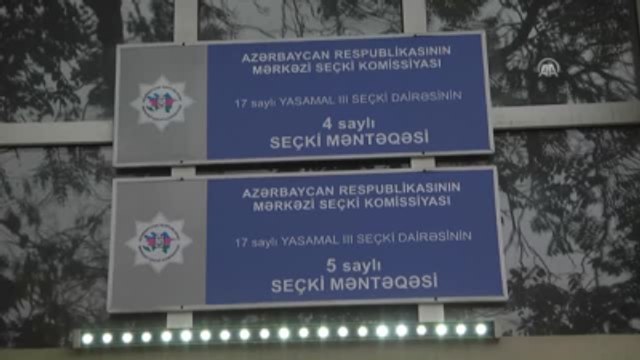 AZƏRBAYCAN RESPUBLİKASININ
MƏRKƏZİ SEÇKİ KOMİSSİYASI
17 saylı YASAMAL III SEÇKİ DAİRƏSİNİN
4 saylı
SEÇKİ MƏNTƏQƏSİ
AZƏRBAYCAN RESPUBLİKASININ
MƏRKƏZİ SEÇKİ KOMİSSİYASI
17 saylı YASAMAL III SEÇKİ DAİRƏSİNİN
5 saylı
SEÇKİ MƏNTƏQƏSİ
AA